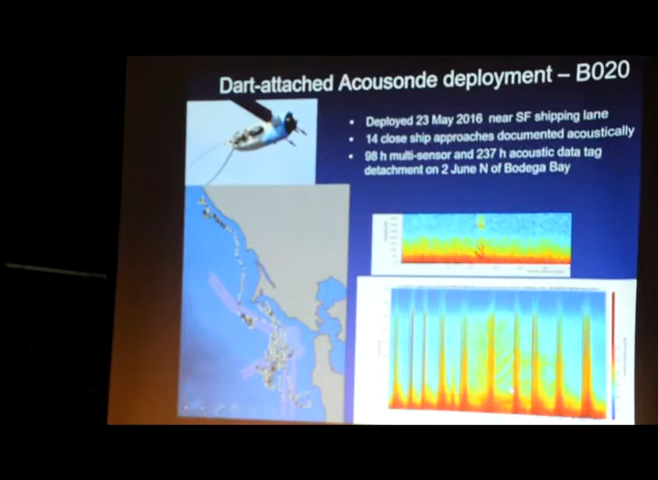 Dart-attached Acousonde deployment – B020
• Deployed 23 May 2016 near SF shipping lane
• 14 close ship approaches documented acoustically
• 98 h multi-sensor and 237 h acoustic data tag
detachment on 2 June N of Bodega Bay